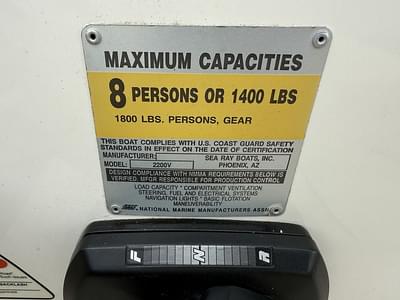 MAXIMUM CAPACITIES
8 PERSONS OR 1400 LBS
1800 LBS. PERSONS, GEAR
THIS BOAT COMPLIES WITH U.S. COAST GUARD SAFETY
STANDARDS IN EFFECT ON THE DATE OF CERTIFICATION
MANUFACTURER: SEA RAY BOATS, INC.
MODEL: 2200V PHOENIX, AZ
DESIGN COMPLIANCE WITH NMMA REQUIREMENTS BELOW IS
VERIFIED. MFGR RESPONSIBLE FOR PRODUCTION CONTROL
LOAD CAPACITY * COMPARTMENT VENTILATION
STEERING, FUEL AND ELECTRICAL SYSTEMS
NAVIGATION LIGHTS * BASIC FLOTATION
MANEUVERABILITY
NATIONAL MARINE MANUFACTURERS ASSN
F N R
BACKLASH